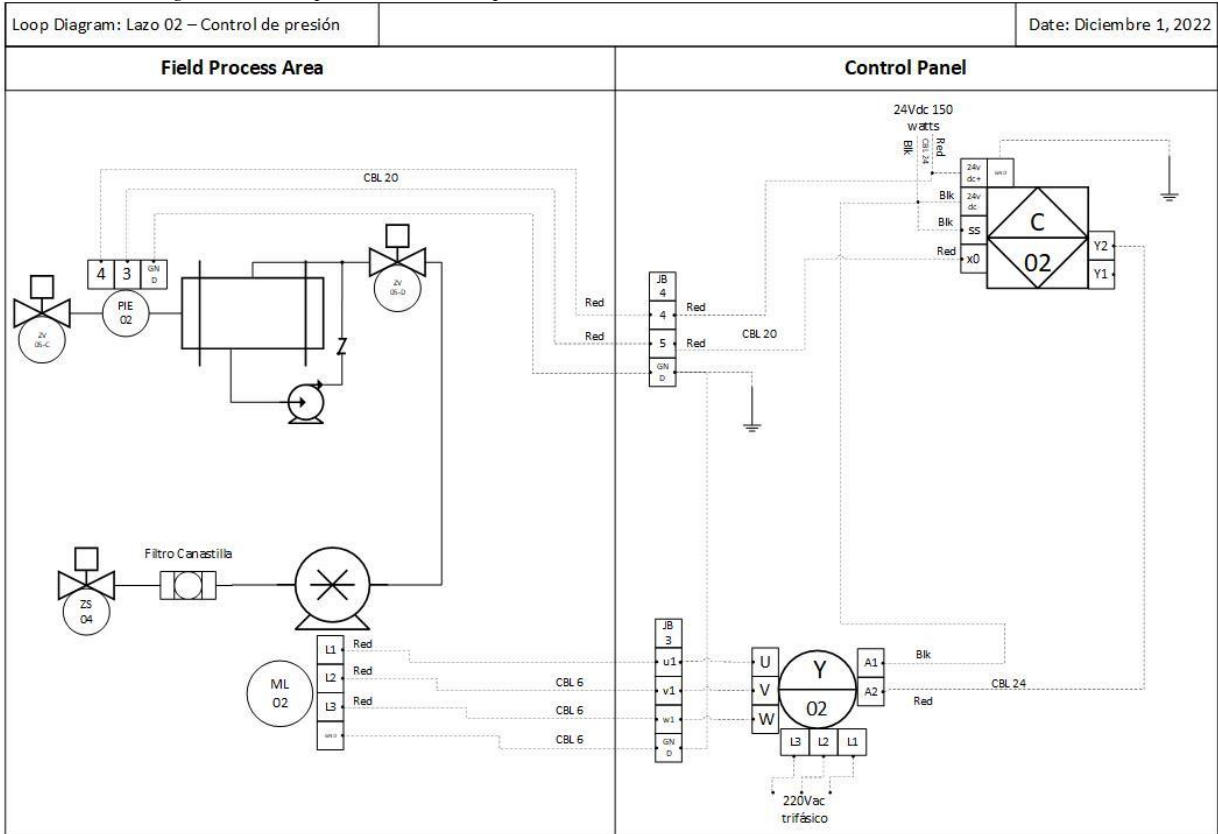 Loop Diagram: Lazo 02 – Control de presión
Date: Diciembre 1, 2022
Field Process Area
Control Panel
24Vdc 150
watts
Blk
CBL 24
Red
CBL 20
24v
dc+
GND
Blk
24v
dc
Blk
ss
Red
x0
C
02
Y2
Y1
4
3
GN
D
PIE
02
ZV
05-C
ZV
05-D
JB
4
Red
4
Red
Red
5
Red
CBL 20
GN
D
Z
Filtro Canastilla
ZS
04
ML
02
L1
Red
L2
Red
L3
Red
GND
CBL 6
CBL 6
CBL 6
JB
3
u1
v1
w1
GN
D
U
V
W
Y
02
A1
A2
Blk
CBL 24
Red
L3
L2
L1
220Vac
trifásico